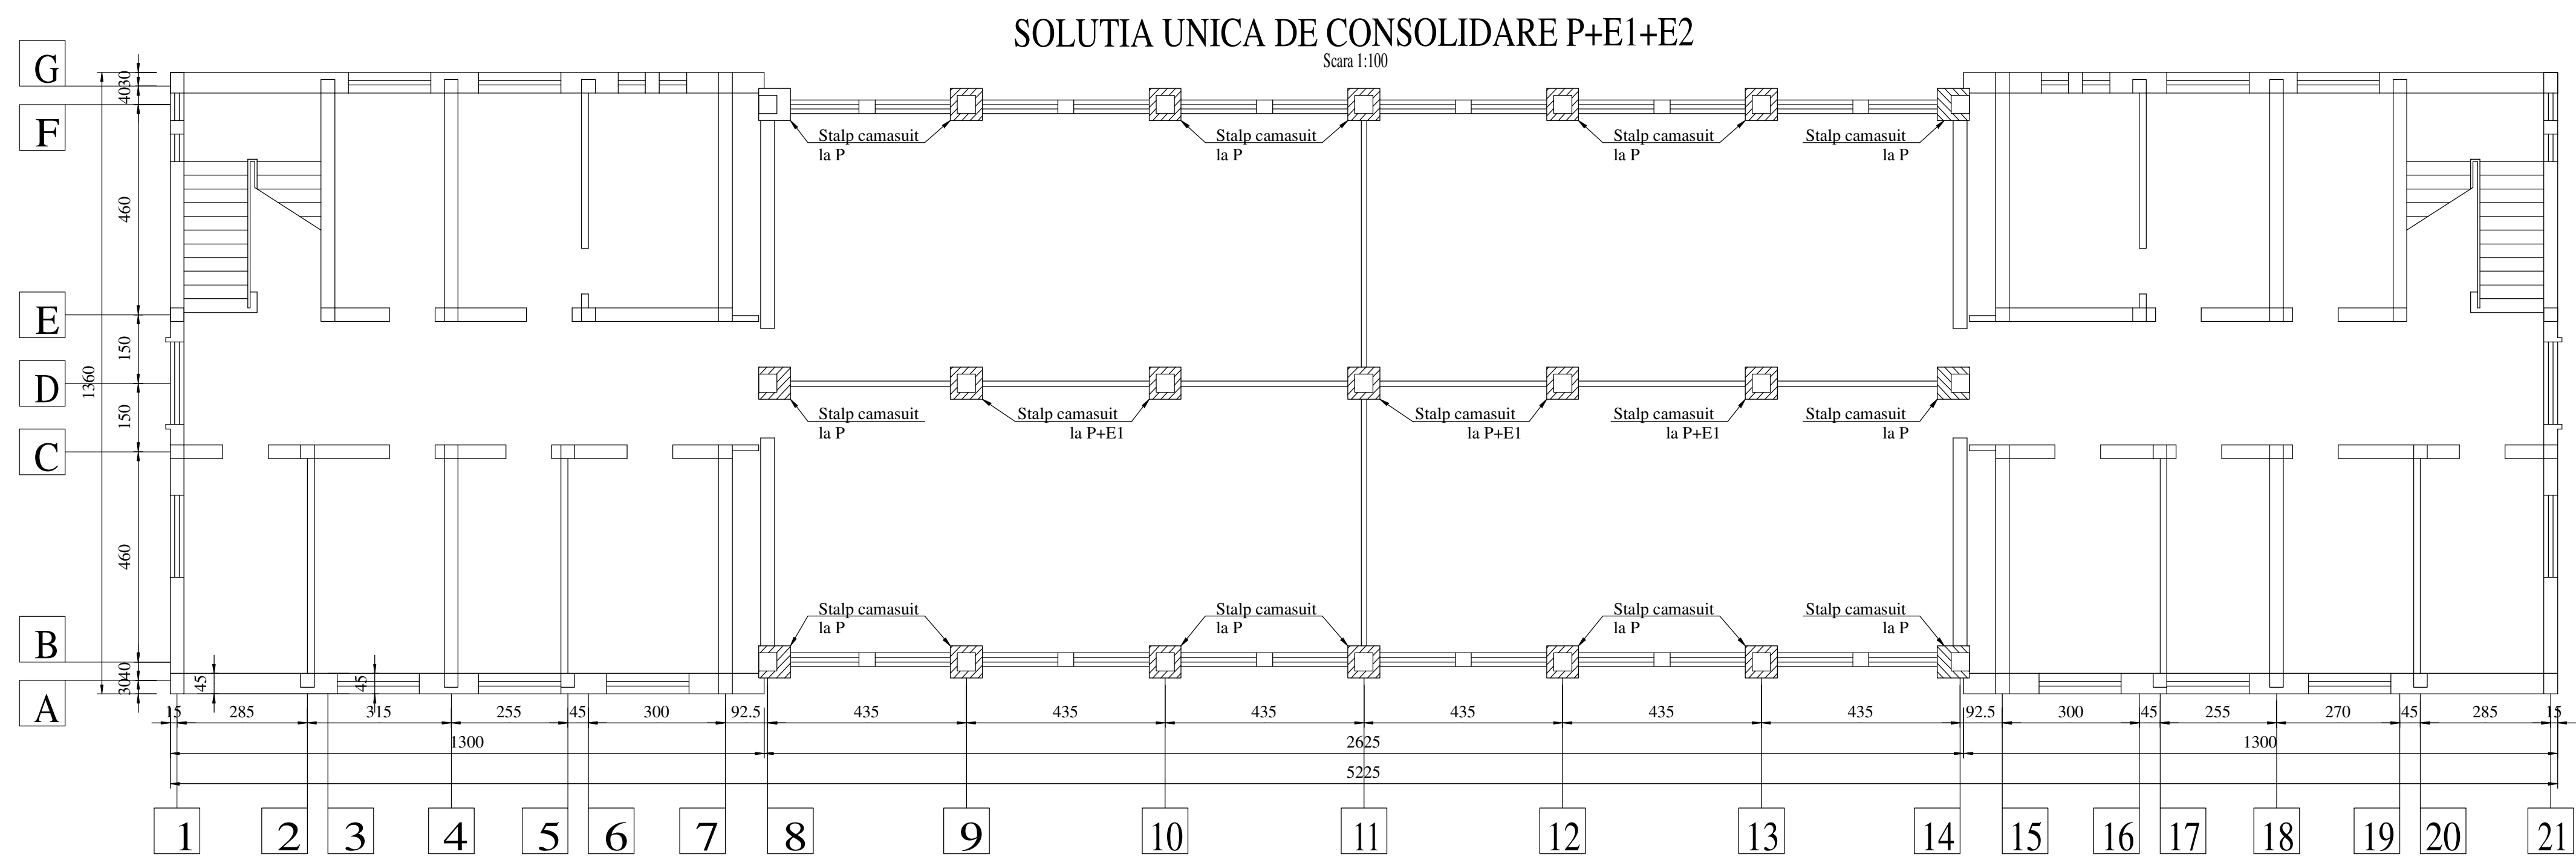 SOLUTIA UNICA DE CONSOLIDARE P+E1+E2
Scara 1:100
G
F
E
D
C
B
A
30
40
460
150
150
460
40
30
1360
Stalp camasuit
la P
Stalp camasuit
la P
Stalp camasuit
la P
Stalp camasuit
la P
Stalp camasuit
la P
Stalp camasuit
la P+E1
Stalp camasuit
la P+E1
Stalp camasuit
la P+E1
Stalp camasuit
la P
Stalp camasuit
la P
Stalp camasuit
la P
Stalp camasuit
la P
Stalp camasuit
la P
45 45
15 285 315 255 45 300 92.5 435 435 435 435 435 435 92.5 300 45 255 270 45 285 15
1300 2625 1300
5225
1 2 3 4 5 6 7 8 9 10 11 12 13 14 15 16 17 18 19 20 21